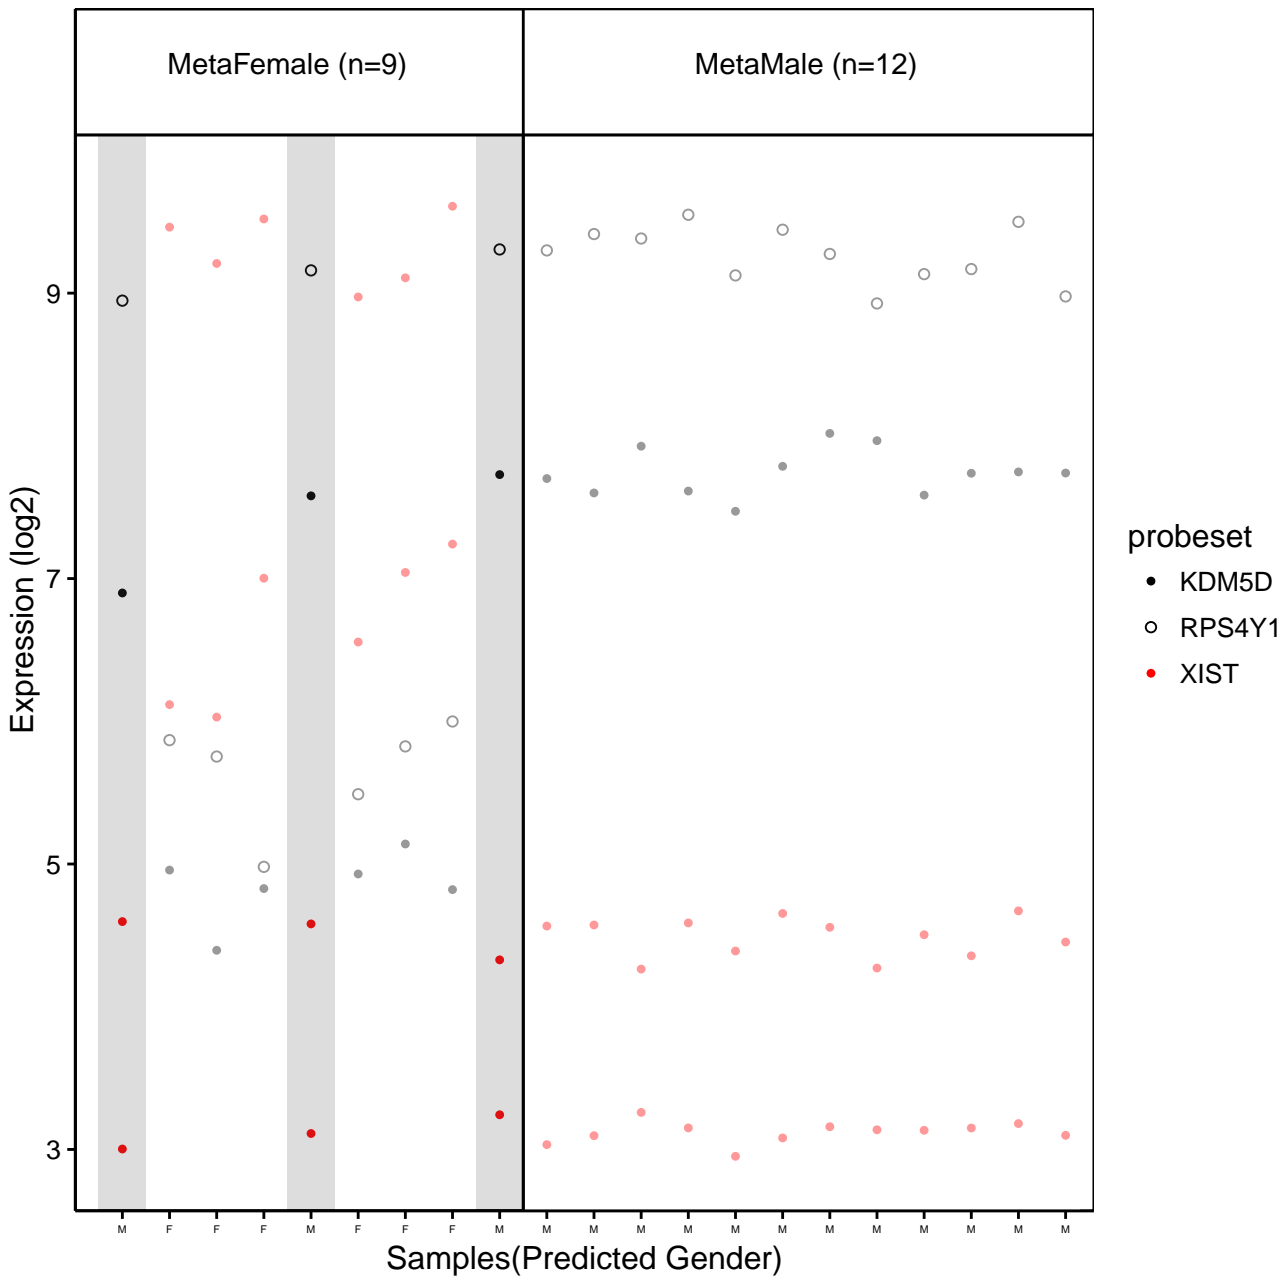 MetaFemale (n=9)
MetaMale (n=12)
Expression (log2)
9
7
5
3
M F F F M F F F M M M M M M M M M M M M M
Samples(Predicted Gender)
probeset
KDM5D
RPS4Y1
XIST